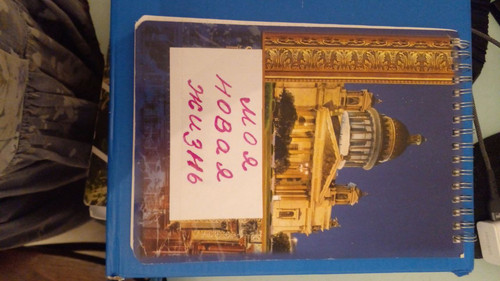 моя
новая
жизнь